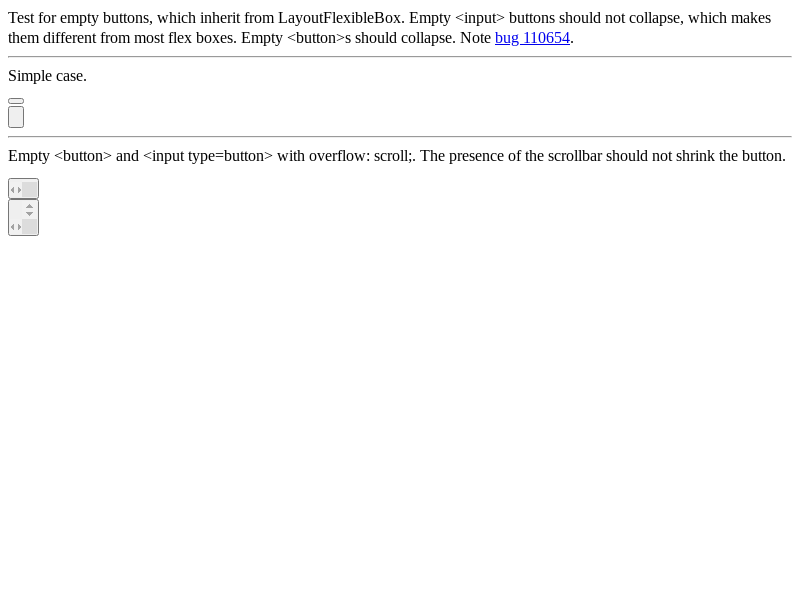 Test for empty buttons, which inherit from LayoutFlexibleBox. Empty <input> buttons should not collapse, which makes
them different from most flex boxes. Empty <button>s should collapse. Note bug 110654.
Simple case.
Empty <button> and <input type=button> with overflow: scroll;. The presence of the scrollbar should not shrink the button.